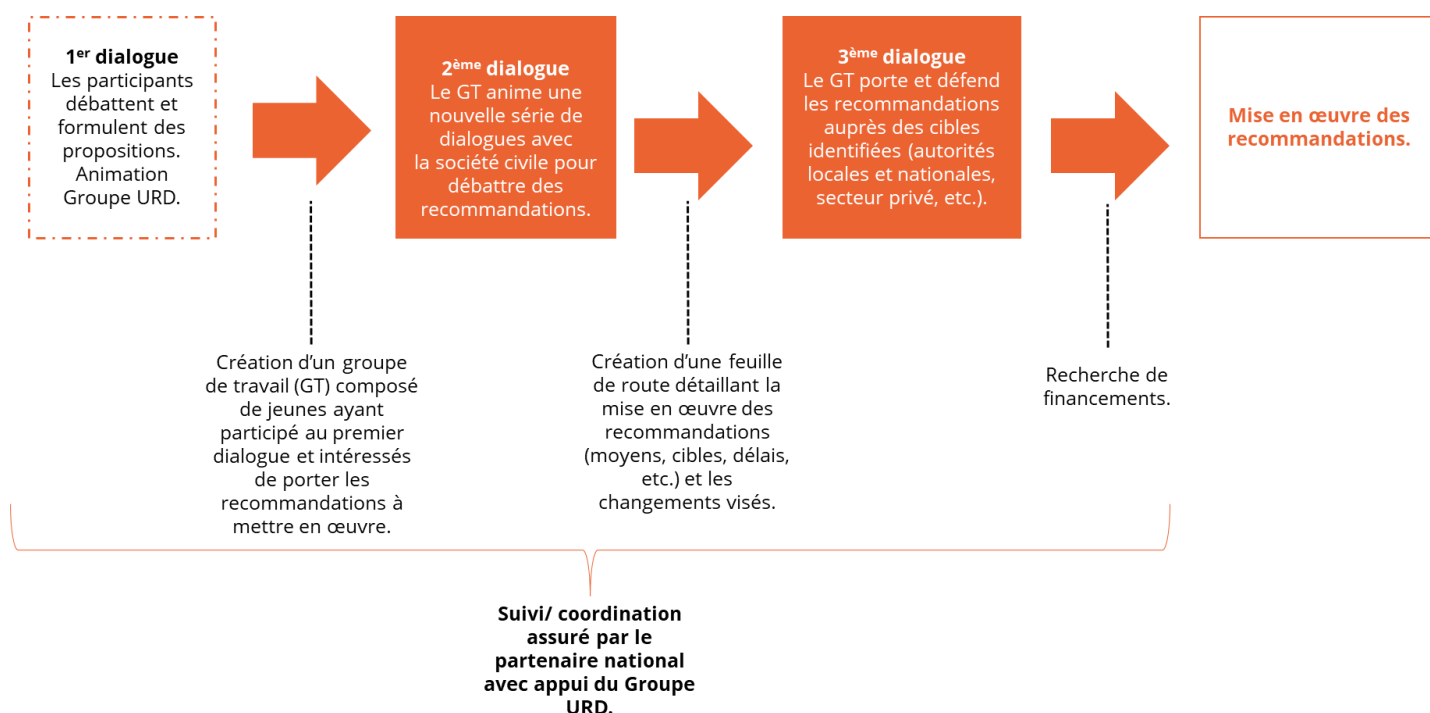 1er dialogue
Les participants
débattent et
formulent des
propositions.
Animation
Groupe URD.
2ème dialogue
Le GT anime une
nouvelle série de
dialogues avec
la société civile pour
débattre des
recommandations.
3ème dialogue
Le GT porte et défend
les recommandations
auprès des cibles
identifiées (autorités
locales et nationales,
secteur privé, etc.).
Mise en œuvre des
recommandations.
Création d’un groupe
de travail (GT) composé
de jeunes ayant
participé au premier
dialogue et intéressés
de porter les
recommandations à
mettre en œuvre.
Création d’une feuille
de route détaillant la
mise en œuvre des
recommandations
(moyens, cibles, délais,
etc.) et les
changements visés.
Recherche de
financements.
Suivi/ coordination
assuré par le
partenaire national
avec appui du Groupe
URD.